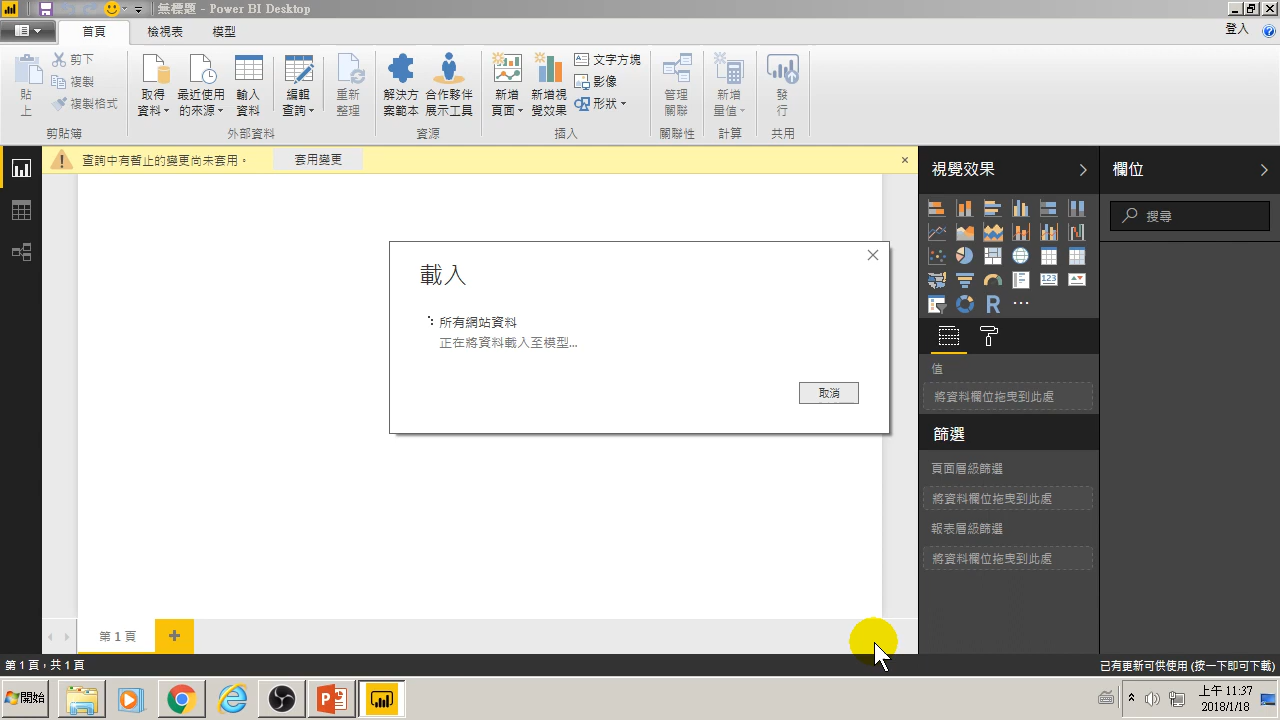 無標題 - Power BI Desktop
首頁
檢視表
模型
登入
貼上
剪下
複製
複製格式
剪貼簿
取得資料
最近使用的來源
輸入資料
編輯查詢
重新整理
外部資料
解決方案範本
合作夥伴展示工具
資源
新增頁面
新增視覺效果
文字方塊
影像
形狀
插入
管理關聯
關聯性
新增量值
計算
發行
共用
查詢中有暫止的變更尚未套用。
套用變更
載入
所有網站資料
正在將資料載入至模型...
取消
視覺效果
123
R
值
將資料欄位拖曳到此處
篩選
頁面層級篩選
將資料欄位拖曳到此處
報表層級篩選
將資料欄位拖曳到此處
欄位
搜尋
第 1 頁
第 1 頁，共 1 頁
已有更新可供使用 (按一下即可下載)
開始
上午 11:37
2018/1/18